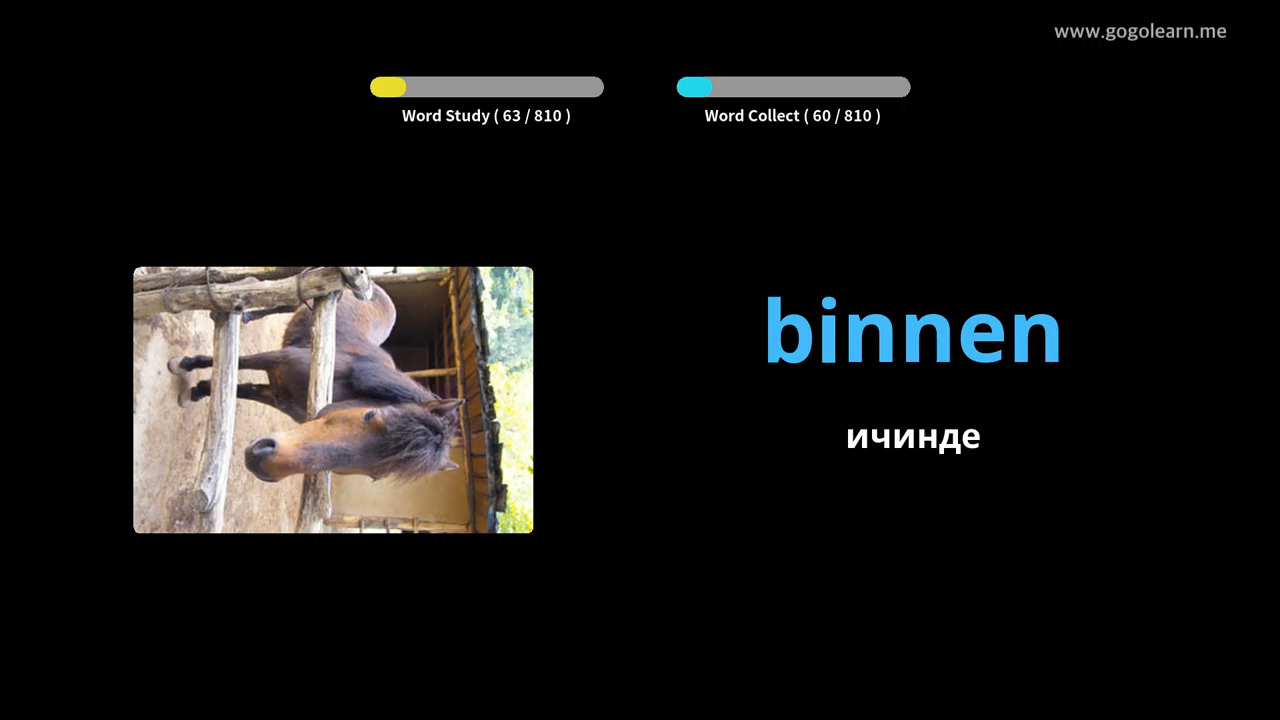 www.gogolearn.me
Word Study ( 63 / 810 )
Word Collect ( 60 / 810 )
binnen
ичинде